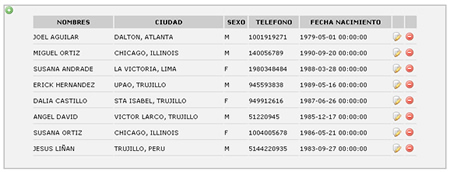 NOMBRES CIUDAD SEXO TELEFONO FECHA NACIMIENTO
JOEL AGUILAR DALTON, ATLANTA M 1001919271 1979-05-01 00:00:00
MIGUEL ORTIZ CHICAGO, ILLINOIS M 140056789 1990-09-16 00:00:00
SUSANA ANDRADE LA VICTORIA, LIMA F 1980348484 1988-03-28 00:00:00
ERICK HERNANDEZ UPAO, TRUJILLO M 945593838 1989-05-16 00:00:00
DALIA CASTILLO STA ISABEL, TRUJILLO F 949912616 1987-06-26 00:00:00
ANGEL DAVID VICTOR LARCO, TRUJILLO M 51220945 1985-12-17 00:00:00
SUSANA ORTIZ CHICAGO, ILLINOIS F 1004005678 1986-05-21 00:00:00
JESUS LIÑAN TRUJILLO, PERU M 5144220935 1983-09-27 00:00:00